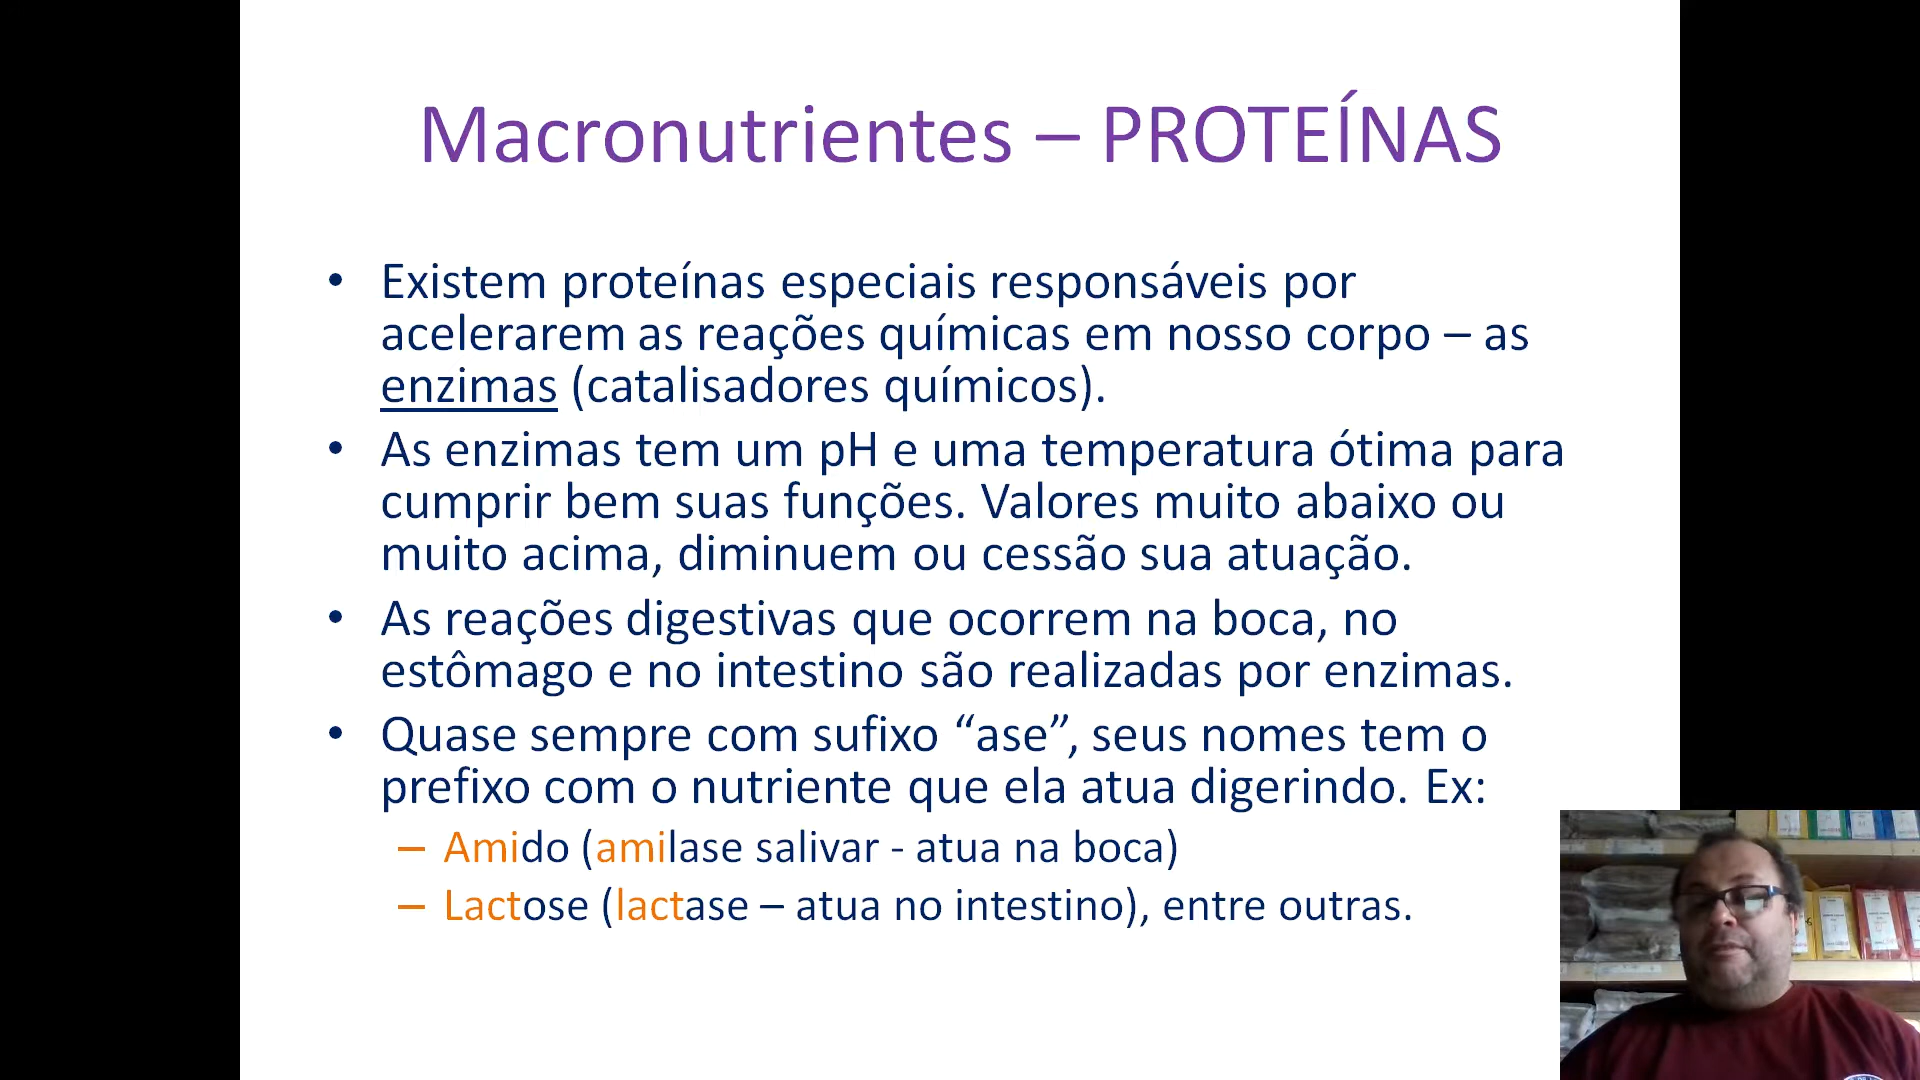 Macronutrientes – PROTEÍNAS
• Existem proteínas especiais responsáveis por
acelerarem as reações químicas em nosso corpo – as
enzimas (catalisadores químicos).
• As enzimas tem um pH e uma temperatura ótima para
cumprir bem suas funções. Valores muito abaixo ou
muito acima, diminuem ou cessão sua atuação.
• As reações digestivas que ocorrem na boca, no
estômago e no intestino são realizadas por enzimas.
• Quase sempre com sufixo “ase”, seus nomes tem o
prefixo com o nutriente que ela atua digerindo. Ex:
– Amido (amilase salivar - atua na boca)
– Lactose (lactase – atua no intestino), entre outras.